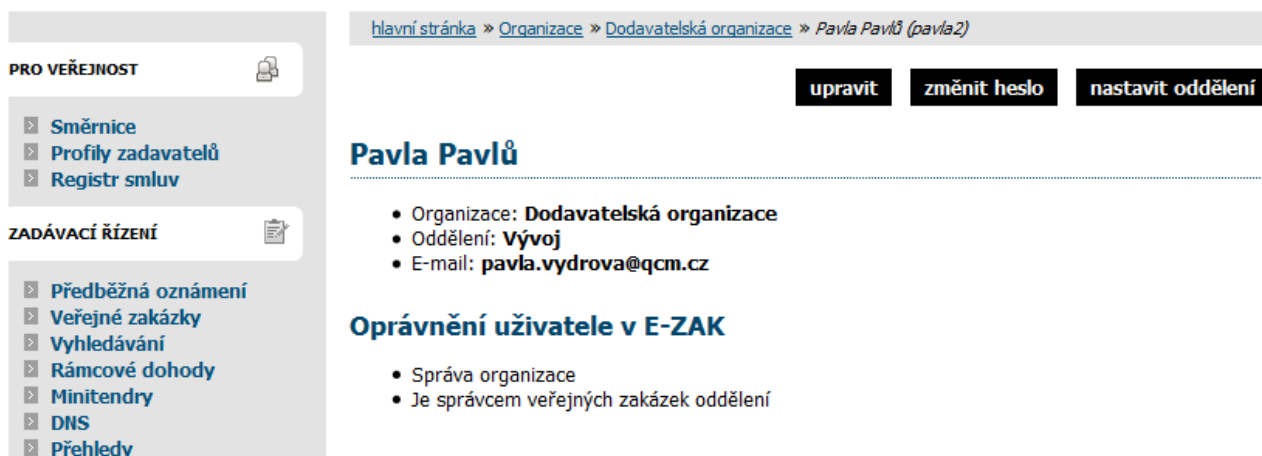 hlavní stránka » Organizace » Dodavatelská organizace » Pavla Pavlů (pavla2)
PRO VEŘEJNOST
Směrnice
Profily zadavatelů
Registr smluv
ZADÁVACÍ ŘÍZENÍ
Předběžná oznámení
Veřejné zakázky
Vyhledávání
Rámcové dohody
Minitendry
DNS
Přehledy
upravit změnit heslo nastavit oddělení
Pavla Pavlů
• Organizace: Dodavatelská organizace
• Oddělení: Vývoj
• E-mail: pavla.vydrova@qcm.cz
Oprávnění uživatele v E-ZAK
• Správa organizace
• Je správcem veřejných zakázek oddělení